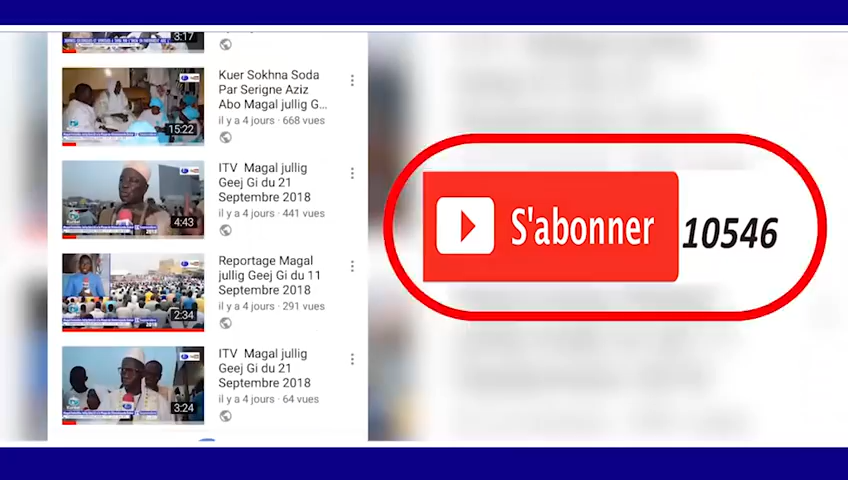 3:17
Kuer Sokhna Soda
Par Serigne Aziz
Abo Magal jullig G...
il y a 4 jours · 668 vues
15:22
ITV Magal jullig
Geej Gi du 21
Septembre 2018
il y a 4 jours · 441 vues
4:43
Reportage Magal
jullig Geej Gi du 11
Septembre 2018
il y a 4 jours · 291 vues
2:34
ITV Magal jullig
Geej Gi du 21
Septembre 2018
il y a 4 jours · 64 vues
3:24
S'abonner
10546